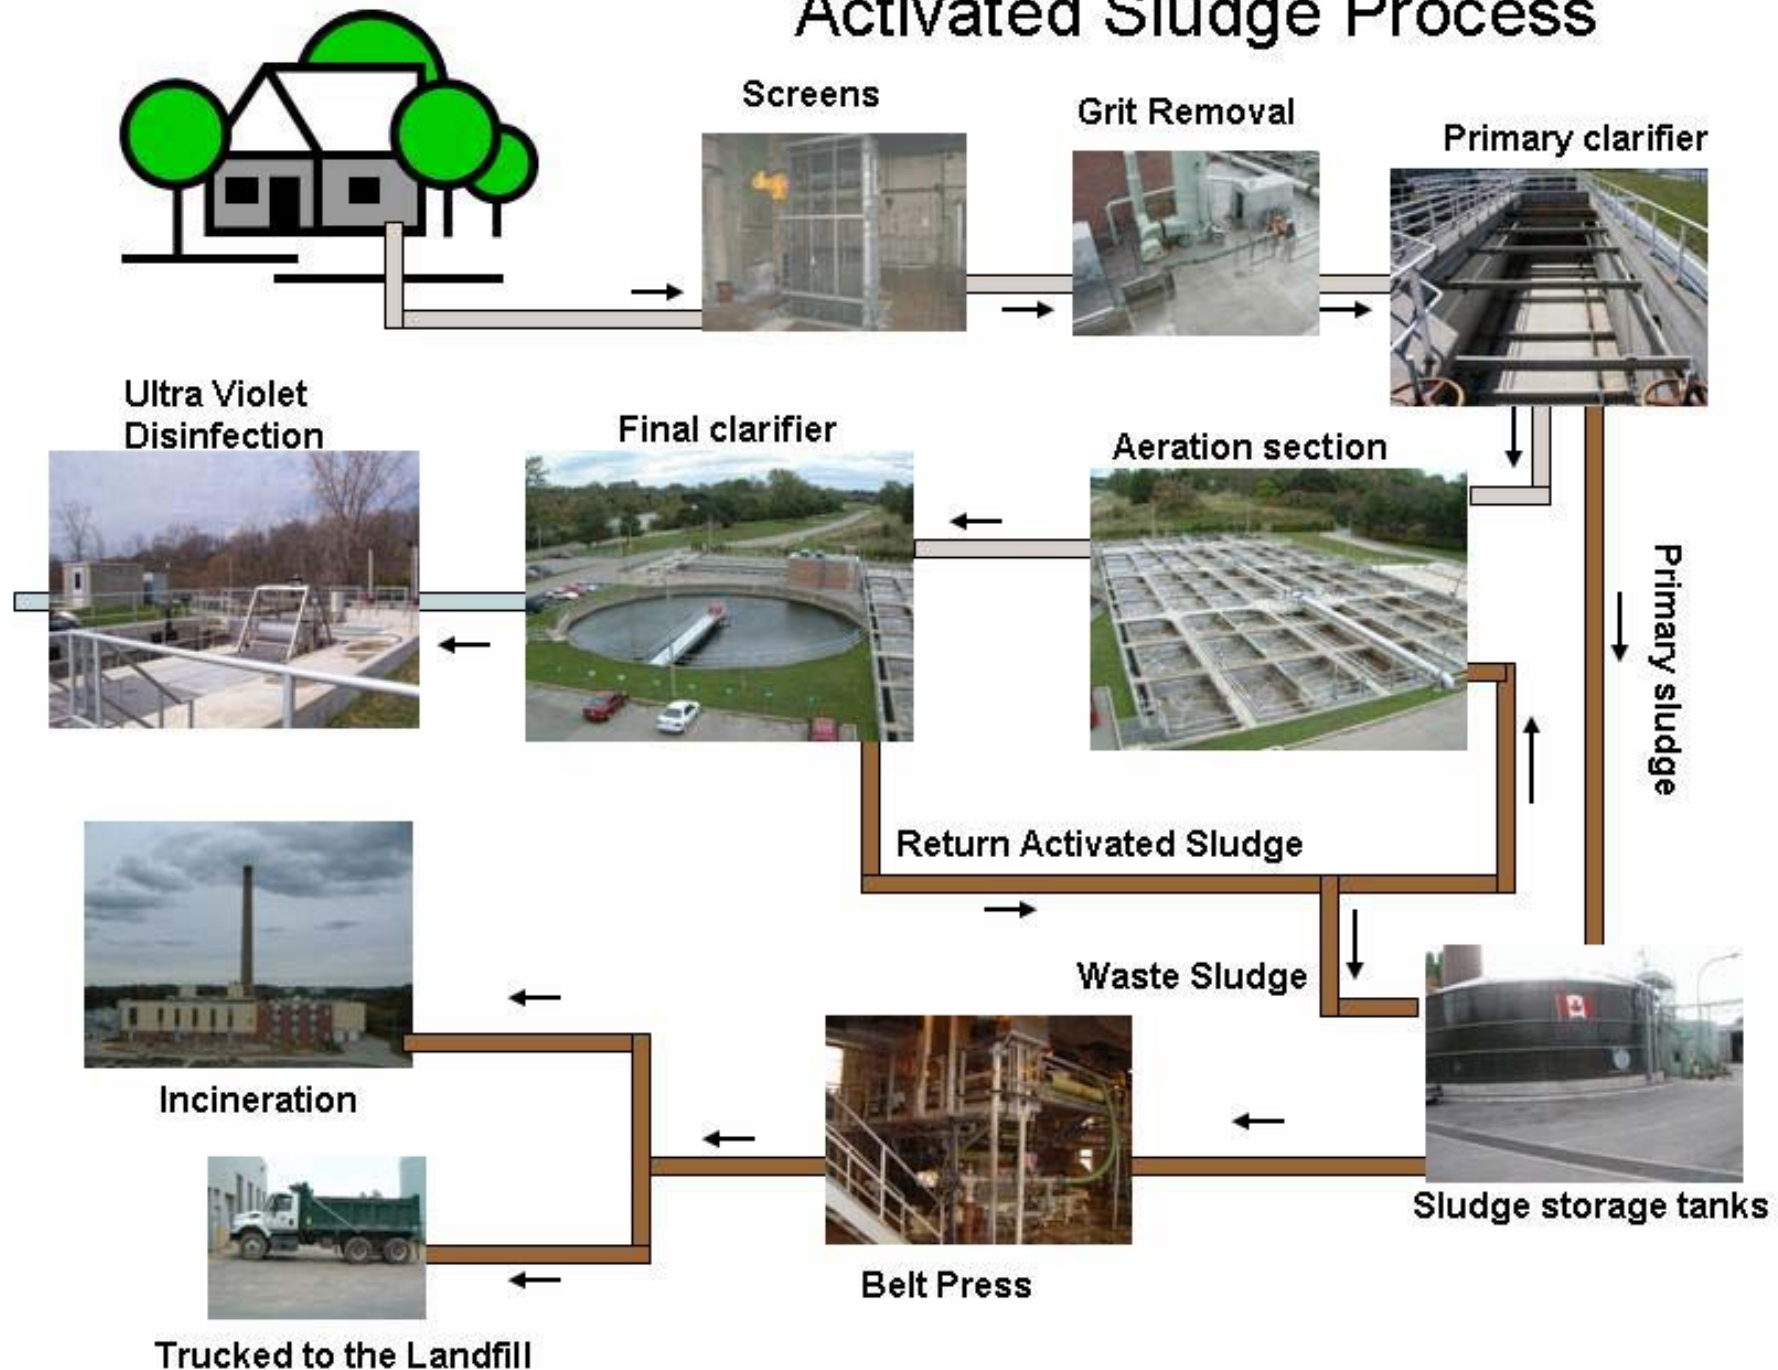 Activated Sludge Process
Screens
Grit Removal
Primary clarifier
Ultra Violet
Disinfection
Final clarifier
Aeration section
Primary sludge
Return Activated Sludge
Waste Sludge
Incineration
Sludge storage tanks
Belt Press
Trucked to the Landfill